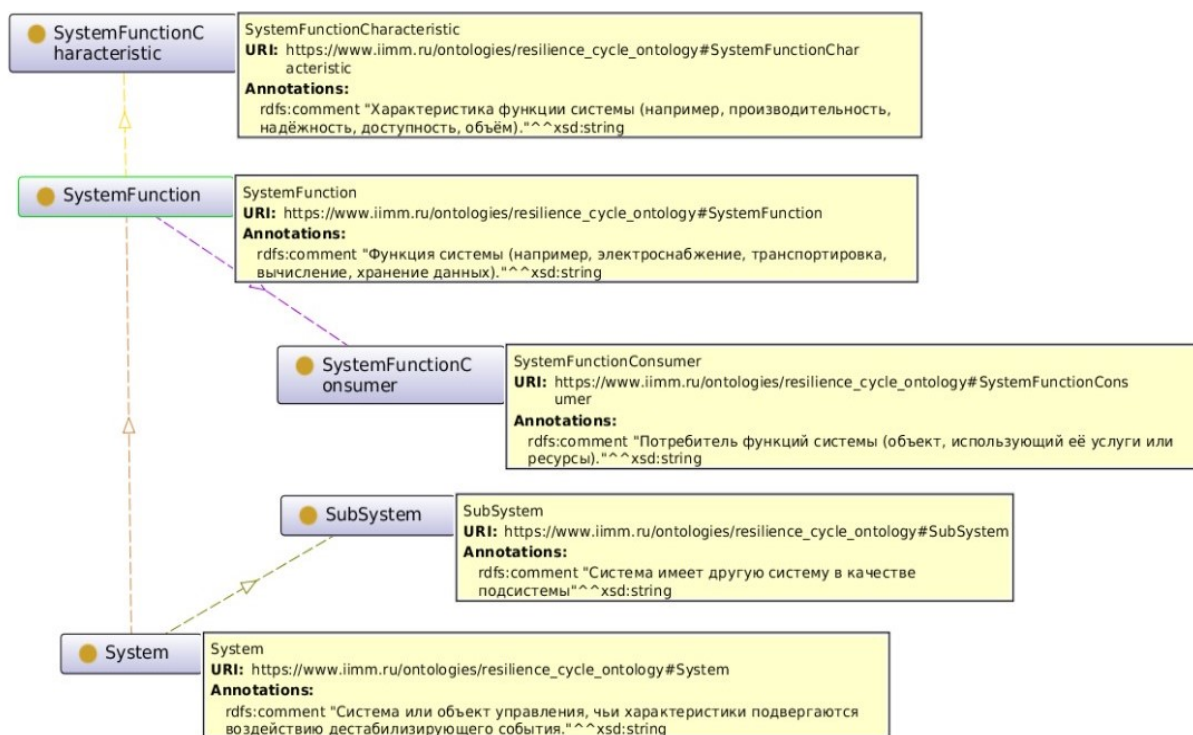 SystemFunctionC
haracteristic
SystemFunctionCharacteristic
URI: https://www.iimm.ru/ontologies/resilience_cycle_ontology#SystemFunctionChar
acteristic
Annotations:
rdfs:comment "Характеристика функции системы (например, производительность,
надёжность, доступность, объём)."^^xsd:string
SystemFunction
SystemFunction
URI: https://www.iimm.ru/ontologies/resilience_cycle_ontology#SystemFunction
Annotations:
rdfs:comment "Функция системы (например, электроснабжение, транспортировка,
вычисление, хранение данных)."^^xsd:string
SystemFunctionC
onsumer
SystemFunctionConsumer
URI: https://www.iimm.ru/ontologies/resilience_cycle_ontology#SystemFunctionCons
umer
Annotations:
rdfs:comment "Потребитель функций системы (объект, использующий её услуги или
ресурсы)."^^xsd:string
SubSystem
SubSystem
URI: https://www.iimm.ru/ontologies/resilience_cycle_ontology#SubSystem
Annotations:
rdfs:comment "Система имеет другую систему в качестве
подсистемы"^^xsd:string
System
System
URI: https://www.iimm.ru/ontologies/resilience_cycle_ontology#System
Annotations:
rdfs:comment "Система или объект управления, чьи характеристики подвергаются
воздействию дестабилизирующего события."^^xsd:string